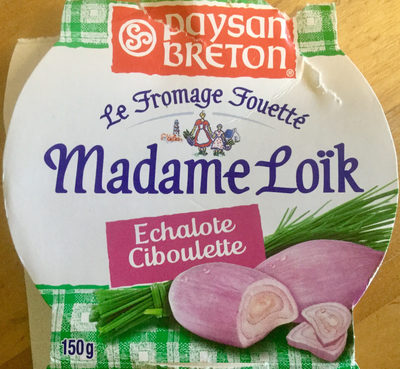 paysan
BRETON
Le Fromage Fouetté
Madame Loïk
Echalote
Ciboulette
150g